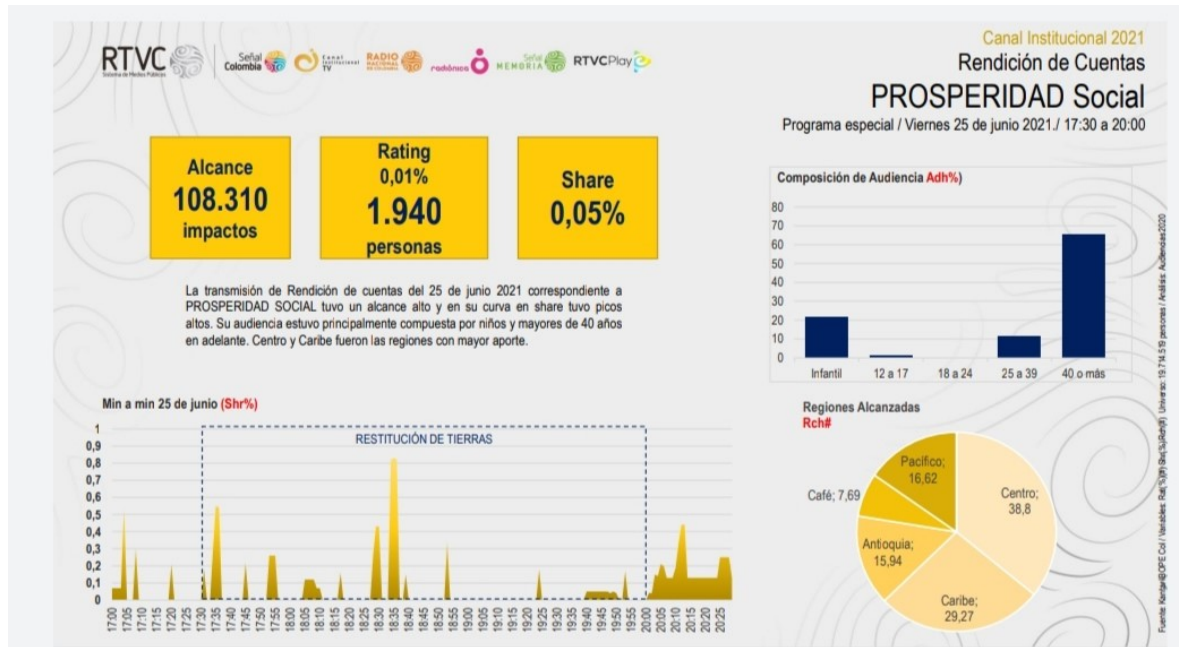 RTVC
Sistema de Medios Públicos
Señal
Colombia
Canal
Institucional
TV
RADIO
NACIONAL
DE COLOMBIA
radiónica
Señal
MEMORIA
RTVCPlay
Canal Institucional 2021
Rendición de Cuentas
PROSPERIDAD Social
Programa especial / Viernes 25 de junio 2021./ 17:30 a 20:00
Alcance
108.310
impactos
Rating
0,01%
1.940
personas
Share
0,05%
La transmisión de Rendición de cuentas del 25 de junio 2021 correspondiente a
PROSPERIDAD SOCIAL tuvo un alcance alto y en su curva en share tuvo picos
altos. Su audiencia estuvo principalmente compuesta por niños y mayores de 40 años
en adelante. Centro y Caribe fueron las regiones con mayor aporte.
Composición de Audiencia Adh%)
80
70
60
50
40
30
20
10
0
Infantil 12 a 17 18 a 24 25 a 39 40 o más
Min a min 25 de junio (Shr%)
RESTITUCIÓN DE TIERRAS
1
0,9
0,8
0,7
0,6
0,5
0,4
0,3
0,2
0,1
0
17:00 17:05 17:10 17:15 17:20 17:25 17:30 17:35 17:40 17:45 17:50 17:55 18:00 18:05 18:10 18:15 18:20 18:25 18:30 18:35 18:40 18:45 18:50 18:55 19:00 19:05 19:10 19:15 19:20 19:25 19:30 19:35 19:40 19:45 19:50 19:55 20:00 20:05 20:10 20:15 20:20 20:25
Regiones Alcanzadas
Rch#
Pacífico;
16,62
Centro;
38,8
Café; 7,69
Antioquia;
15,94
Caribe;
29,27
Universo: 19.714.519 personas / Análisis: Audiencias 2020